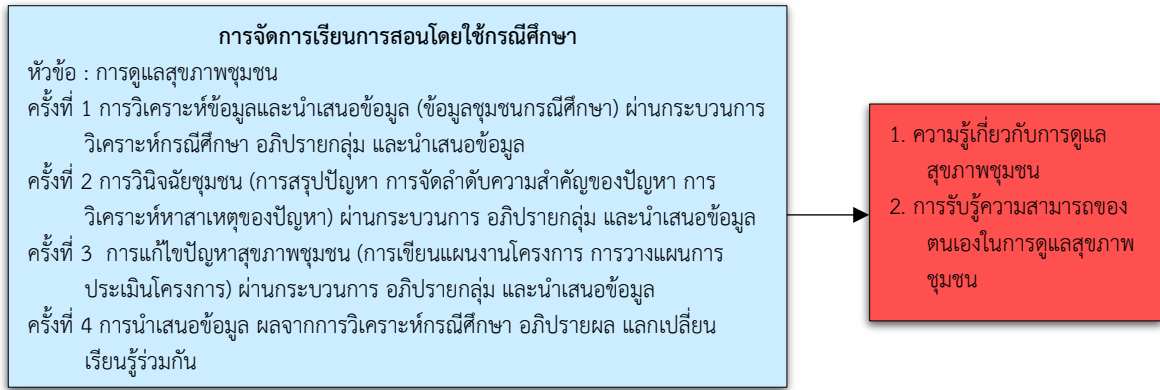 การจัดการเรียนการสอนโดยใช้กรณีศึกษา
หัวข้อ : การดูแลสุขภาพชุมชน
ครั้งที่ 1 การวิเคราะห์ข้อมูลและนำเสนอข้อมูล (ข้อมูลชุมชนกรณีศึกษา) ผ่านกระบวนการ
วิเคราะห์กรณีศึกษา อภิปรายกลุ่ม และนำเสนอข้อมูล
ครั้งที่ 2 การวินิจฉัยชุมชน (การสรุปปัญหา การจัดลำดับความสำคัญของปัญหา การ
วิเคราะห์หาสาเหตุของปัญหา) ผ่านกระบวนการ อภิปรายกลุ่ม และนำเสนอข้อมูล
ครั้งที่ 3 การแก้ไขปัญหาสุขภาพชุมชน (การเขียนแผนงานโครงการ การวางแผนการ
ประเมินโครงการ) ผ่านกระบวนการ อภิปรายกลุ่ม และนำเสนอข้อมูล
ครั้งที่ 4 การนำเสนอข้อมูล ผลจากการวิเคราะห์กรณีศึกษา อภิปรายผล แลกเปลี่ยน
เรียนรู้ร่วมกัน
1. ความรู้เกี่ยวกับการดูแล
สุขภาพชุมชน
2. การรับรู้ความสามารถของ
ตนเองในการดูแลสุขภาพ
ชุมชน